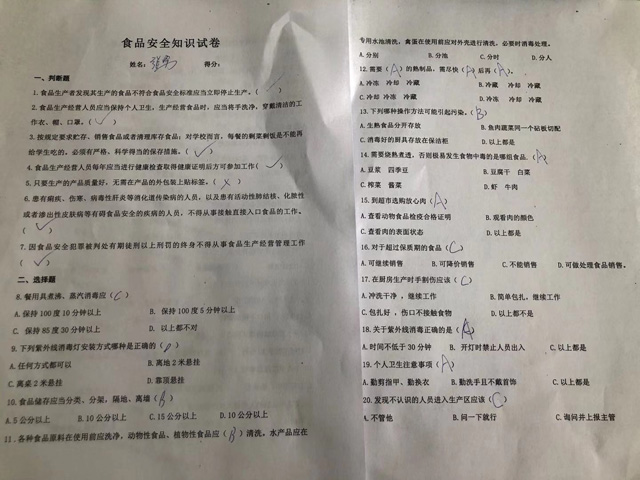 食品安全知识试卷
姓名： 得分：
一、判断题
1.食品生产者发现其生产的食品不符合食品安全标准应当立即停止生产。（✓）
2.食品生产经营人员应当保持个人卫生，生产经营食品时，应当将手洗净，穿戴清洁的工
作衣、帽、口罩。（✓）
3.按规定要求贮存、销售食品或者清理库存食品；对学校而言，每餐的剩菜剩饭是不能再
给学生吃的。必须有严格、科学得当的保存措施。（✓）
4.食品生产经营人员每年应当进行健康检查取得健康证明后方可参加工作（✓）
5.只要生产的产品质量好，无需在产品的外包装上贴标签。（×）
6.患有痢疾、伤寒、病毒性肝炎等消化道传染病的人员，以及患有活动性肺结核、化脓性
或者渗出性皮肤病等有碍食品安全的疾病的人员，不得从事接触直接入口食品的工作。
（✓）
7．因食品安全犯罪被判处有期徒到以上刑罚的终身不得从事食品生产经营管理工作
（✓）
二、选择题
8．餐用具煮沸、蒸汽消毒应（C）
A．保持100度10分钟以上 B．保持100度5分钟以上
C．保持85度30分钟以上 D．以上都不对
9．下列紫外线消毒灯安装方式哪种是正确的（）
A.任何方式都可以 B.离地2米悬挂
C.离桌2米悬挂 D.靠顶悬挂
10．食品储存应当分类、分架，隔地、离墙（B）
A.5公分以上 B.10公分以上 C.15公分以上 D.10公分以上
11．各种食品原料在使用前应洗净，动物性食品、植物性食品应（B）清洗，水产品应在
专用水池清洗，禽蛋在使用前应对外壳进行清洗，必要时消毒处理。
A.分别 B.分池 C.分时 D.分人
12.需要（A）的熟制品，需尽快（A）后再（A）。
A.冷冻 冷却 冷藏 B.冷藏 冷却 冷藏
C.冷却 冷冻 冷藏 D.冷冻 冷却 冷藏
13.下列哪种操作方法可能引起污染。（B）
A.生熟食品分开存放 B.鱼肉蔬菜同一个砧板切配
C.消毒好的厨具存放在保洁柜 D.以上都是
14.需要烧熟煮透，否则极易发生食物中毒的是哪组食品．（A）
A.豆浆 四季豆 B.豆腐干 白菜
C.榨菜 酱菜 D.虾 牛肉
15.到超市选购放心肉（A）
A.查看动物食品检疫合格证明 B.观看肉的颜色
C.查看肉的表面状态 D.以上都是
16.对于超过保质期的食品（C）
A.可继续销售 B.可降价销售 C.不能销售 D.可做处理食品销售。
17.在厨房生产时手割伤应该（C）
A.冲洗干净，继续工作 B.简单包扎，继续工作
C.包扎好，伤口不接触食物 D.以上都不是
18.关于紫外线消毒正确的是（A）
A.时间不低于30分钟 B.开灯时禁止人员出入 C.以上都是
19.个人卫生注意事项（A）
A.勤剪指甲、勤换衣 B.勤洗手且不戴首饰 C.以上都是
20.发现不认识的人员进入生产区应该（C）
A.不管他 B.问一下就行 C.询问并上报主管